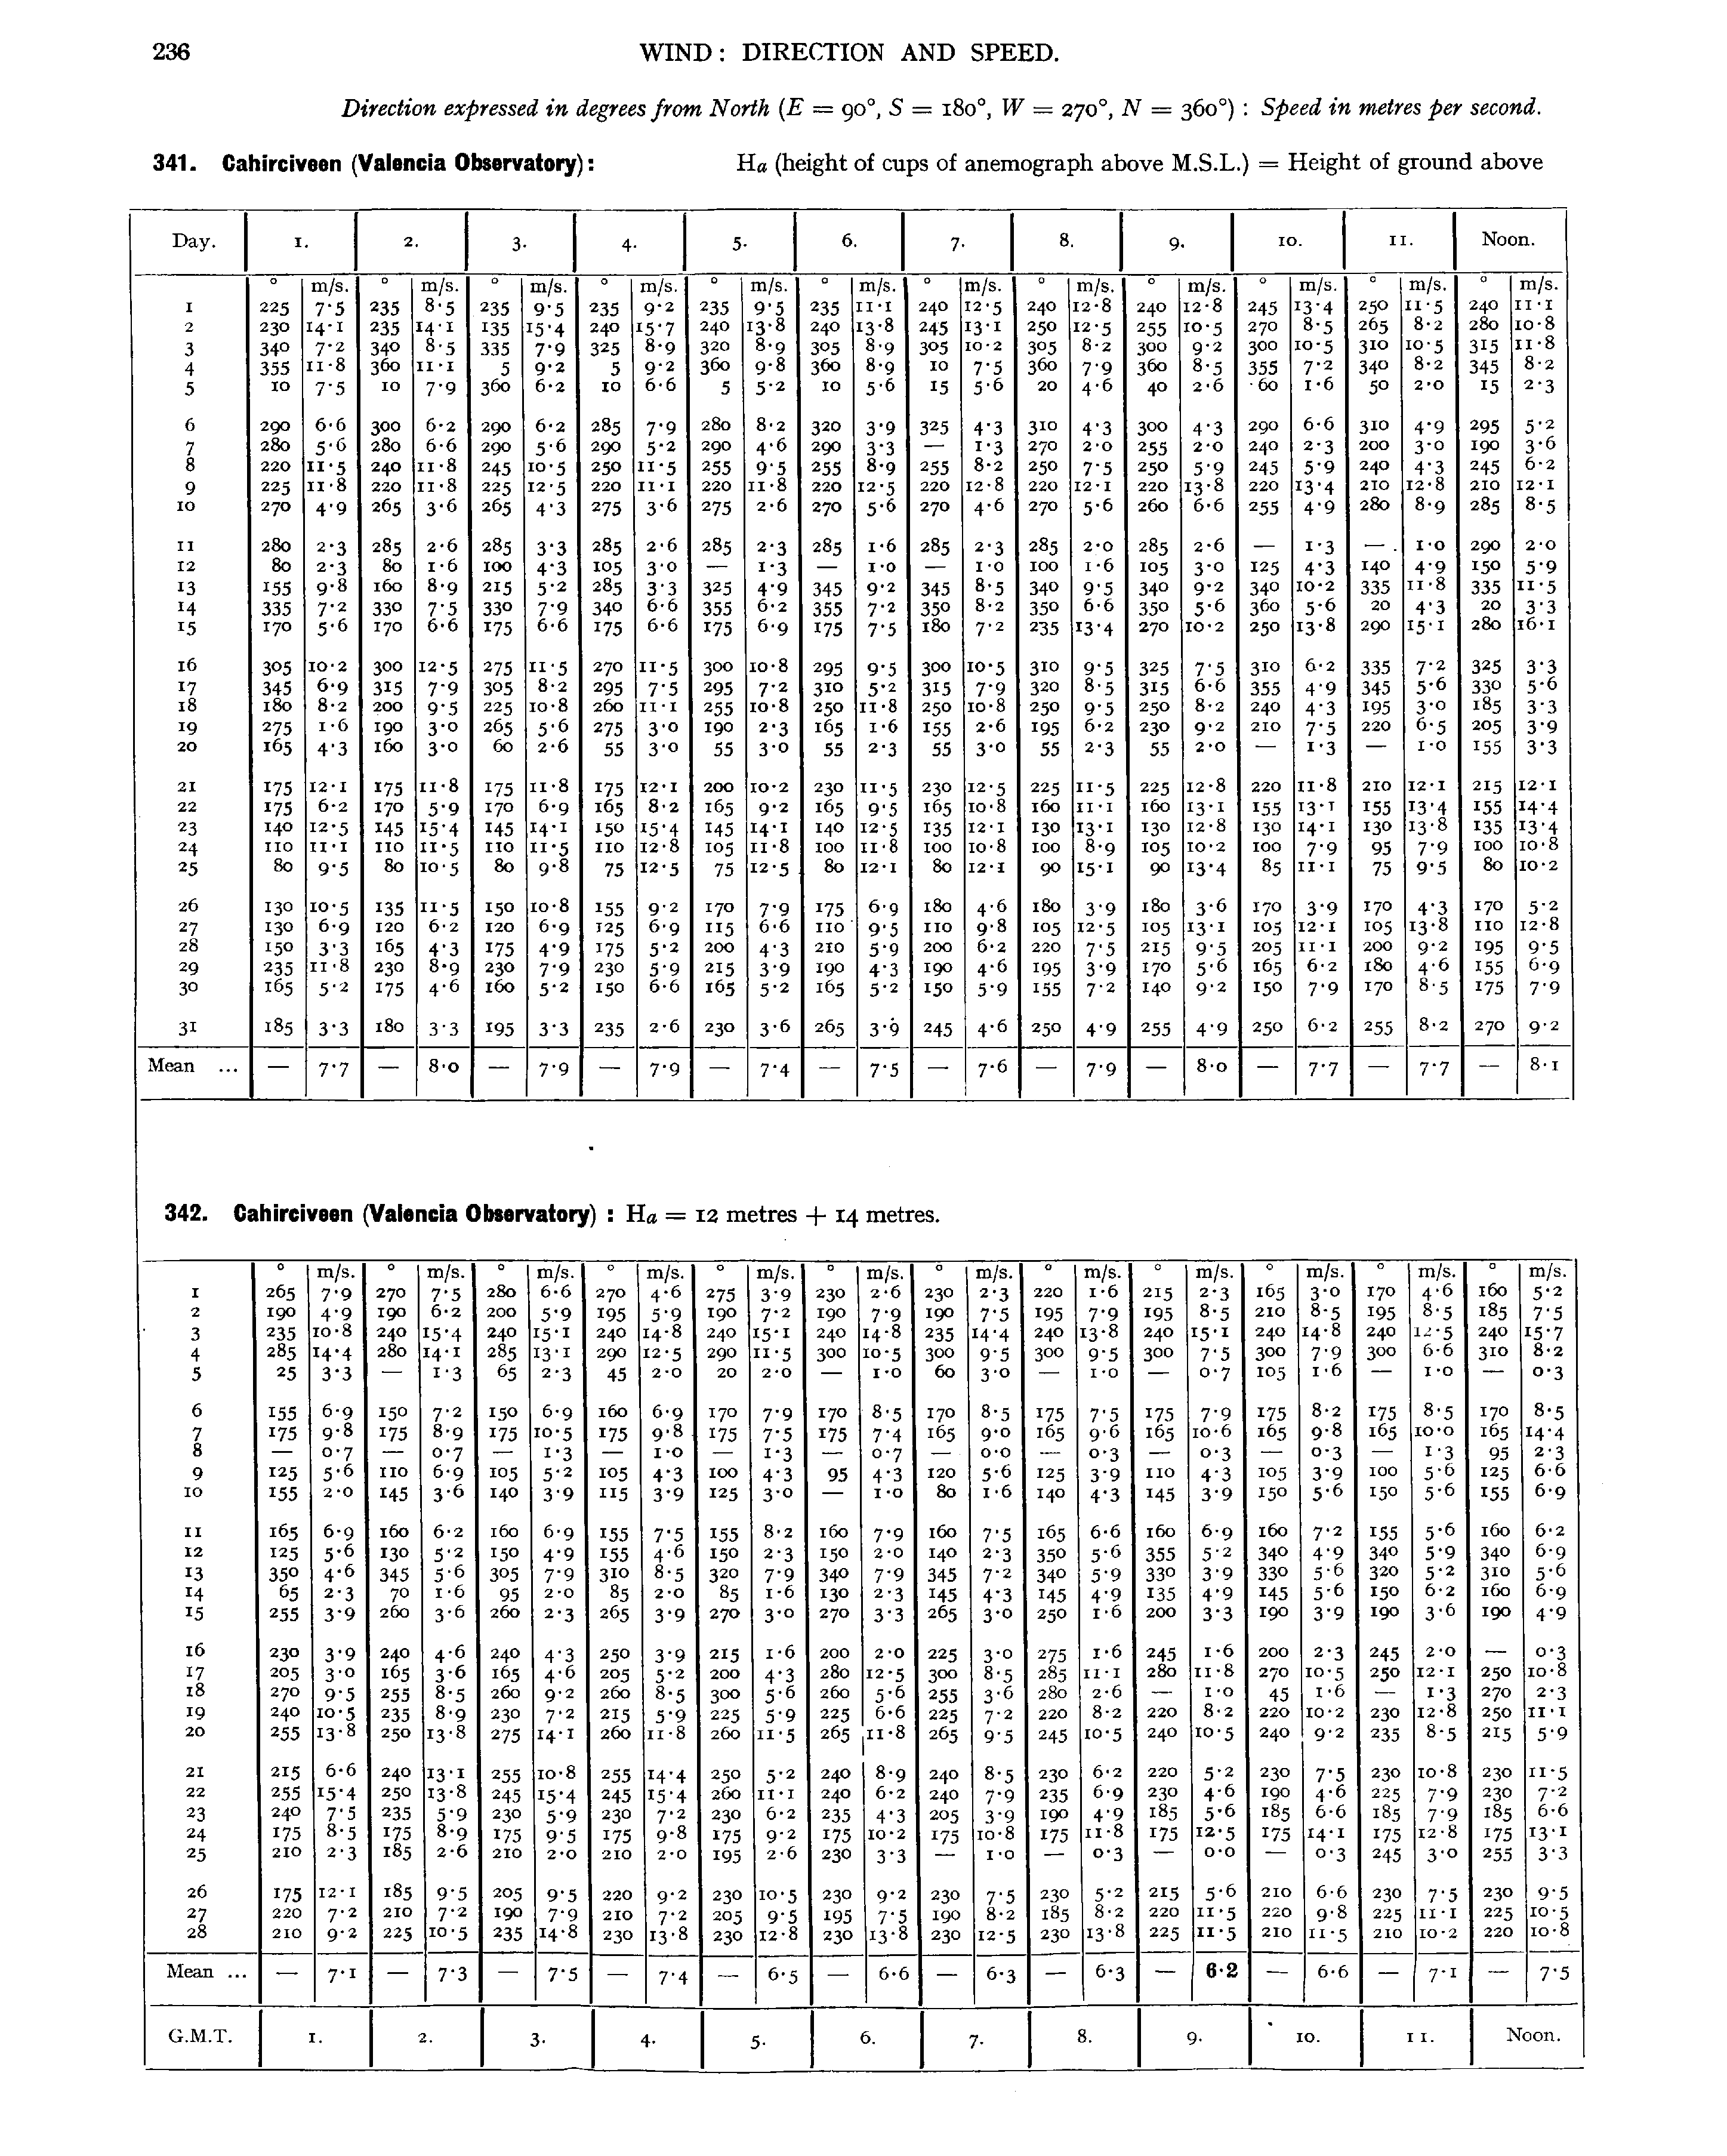 236
WIND: DIRECTION AND SPEED.
Direction expressed in degrees from North (E = 90°, S = 180°, W = 270°, N = 360°) : Speed in metres per second.
341. Cahirciveen (Valencia Observatory): Ha (height of cups of anemograph above M.S.L.) = Height of ground above
Day. 1. 2. 3. 4. 5. 6. 7. 8. 9. 10. 11. Noon.
° m/s. ° m/s. ° m/s. ° m/s. ° m/s. ° m/s. ° m/s. ° m/s. ° m/s. ° m/s. ° m/s. ° m/s.
1 225 7·5 235 8·5 235 9·5 235 9·2 235 9·5 235 11·1 240 12·5 240 12·8 240 12·8 245 13·4 250 11·5 240 11·1
2 230 14·1 235 14·1 135 15·4 240 15·7 240 13·8 240 13·8 245 13·1 250 12·5 255 10·5 270 8·5 265 8·2 280 10·8
3 340 7·2 340 8·5 335 7·9 325 8·9 320 8·9 305 8·9 305 10·2 305 8·2 300 9·2 300 10·5 310 10·5 315 11·8
4 355 11·8 360 11·1 5 9·2 5 9·2 360 9·8 360 8·9 10 7·5 360 7·9 360 8·5 355 7·2 340 8·2 345 8·2
5 10 7·5 10 7·9 360 6·2 10 6·6 5 5·2 10 5·6 15 5·6 20 4·6 40 2·6 60 1·6 50 2·0 15 2·3
6 290 6·6 300 6·2 290 6·2 285 7·9 280 8·2 320 3·9 325 4·3 310 4·3 300 4·3 290 6·6 310 4·9 295 5·2
7 280 5·6 280 6·6 290 5·6 290 5·2 290 4·6 290 3·3 — 1·3 270 2·0 255 2·0 240 2·3 200 3·0 190 3·6
8 220 11·5 240 11·8 245 10·5 250 11·5 255 9·5 255 8·9 255 8·2 250 7·5 250 5·9 245 5·9 240 4·3 245 6·2
9 225 11·8 220 11·8 225 12·5 220 11·1 220 11·8 220 12·5 220 12·8 220 12·1 220 13·8 220 13·4 210 12·8 210 12·1
10 270 4·9 265 3·6 265 4·3 275 3·6 275 2·6 270 5·6 270 4·6 270 5·6 260 6·6 255 4·9 280 8·9 285 8·5
11 280 2·3 285 2·6 285 3·3 285 2·6 285 2·3 285 1·6 285 2·3 285 2·0 285 2·6 — 1·3 — 1·0 290 2·0
12 80 2·3 80 1·6 100 4·3 105 3·0 — 1·3 — 1·0 — 1·0 100 1·6 105 3·0 125 4·3 140 4·9 150 5·9
13 155 9·8 160 8·9 215 5·2 285 3·3 325 4·9 345 9·2 345 8·5 340 9·5 340 9·2 340 10·2 335 11·8 335 11·5
14 335 7·2 330 7·5 330 7·9 340 6·6 355 6·2 355 7·2 350 8·2 350 6·6 350 5·6 360 5·6 20 4·3 20 3·3
15 170 5·6 170 6·6 175 6·6 175 6·6 175 6·9 175 7·5 180 7·2 235 13·4 270 10·2 250 13·8 290 15·1 280 16·1
16 305 10·2 300 12·5 275 11·5 270 11·5 300 10·8 295 9·5 300 10·5 310 9·5 325 7·5 310 6·2 335 7·2 325 3·3
17 345 6·9 315 7·9 305 8·2 295 7·5 295 7·2 310 5·2 315 7·9 320 8·5 315 6·6 355 4·9 345 5·6 330 5·6
18 180 8·2 200 9·5 225 10·8 260 11·1 255 10·8 250 11·8 250 10·8 250 9·5 250 8·2 240 4·3 195 3·0 185 3·3
19 275 1·6 190 3·0 265 5·6 275 3·0 190 2·3 165 1·6 155 2·6 195 6·2 230 9·2 210 7·5 220 6·5 205 3·9
20 165 4·3 160 3·0 60 2·6 55 3·0 55 3·0 55 2·3 55 3·0 55 2·3 55 2·0 — 1·3 — 1·0 155 3·3
21 175 12·1 175 11·8 175 11·8 175 12·1 200 10·2 230 11·5 230 12·5 225 11·5 225 12·8 220 11·8 210 12·1 215 12·1
22 175 6·2 170 5·9 170 6·9 165 8·2 165 9·2 165 9·5 165 10·8 160 11·1 160 13·1 155 13·1 155 13·4 155 14·4
23 140 12·5 145 15·4 145 14·1 150 15·4 145 14·1 140 12·5 135 12·1 130 13·1 130 12·8 130 14·1 130 13·8 135 13·4
24 110 11·1 110 11·5 110 11·5 110 12·8 105 11·8 100 11·8 100 10·8 100 8·9 105 10·2 100 7·9 95 7·9 100 10·8
25 80 9·5 80 10·5 80 9·8 75 12·5 75 12·5 80 12·1 80 12·1 90 15·1 90 13·4 85 11·1 75 9·5 80 10·2
26 130 10·5 135 11·5 150 10·8 155 9·2 170 7·9 175 6·9 180 4·6 180 3·9 180 3·6 170 3·9 170 4·3 170 5·2
27 130 6·9 120 6·2 120 6·9 125 6·9 115 6·6 110 9·5 110 9·8 105 12·5 105 13·1 105 12·1 105 13·8 110 12·8
28 150 3·3 165 4·3 175 4·9 175 5·2 200 4·3 210 5·9 200 6·2 220 7·5 215 9·5 205 11·1 200 9·2 195 9·5
29 235 11·8 230 8·9 230 7·9 230 5·9 215 3·9 190 4·3 190 4·6 195 3·9 170 5·6 165 6·2 180 4·6 155 6·9
30 165 5·2 175 4·6 160 5·2 150 6·6 165 5·2 165 5·2 150 5·9 155 7·2 140 9·2 150 7·9 170 8·5 175 7·9
31 185 3·3 180 3·3 195 3·3 235 2·6 230 3·6 265 3·9 245 4·6 250 4·9 255 4·9 250 6·2 255 8·2 270 9·2
Mean ... — 7·7 — 8·0 — 7·9 — 7·9 — 7·4 — 7·5 — 7·6 — 7·9 — 8·0 — 7·7 — 7·7 — 8·1
342. Cahirciveen (Valencia Observatory) : Ha = 12 metres + 14 metres.
° m/s. ° m/s. ° m/s. ° m/s. ° m/s. ° m/s. ° m/s. ° m/s. ° m/s. ° m/s. ° m/s. ° m/s.
1 265 7·9 270 7·5 280 6·6 270 4·6 275 3·9 230 2·6 230 2·3 220 1·6 215 2·3 165 3·0 170 4·6 160 5·2
2 190 4·9 190 6·2 200 5·9 195 5·9 190 7·2 190 7·9 190 7·5 195 7·9 195 8·5 210 8·5 195 8·5 185 7·5
3 235 10·8 240 15·4 240 15·1 240 14·8 240 15·1 240 14·8 235 14·4 240 13·8 240 15·1 240 14·8 240 12·5 240 15·7
4 285 14·4 280 14·1 285 13·1 290 12·5 290 11·5 300 10·5 300 9·5 300 9·5 300 7·5 300 7·9 300 6·6 310 8·2
5 25 3·3 — 1·3 65 2·3 45 2·0 20 2·0 — 1·0 60 3·0 — 1·0 — 0·7 105 1·6 — 1·0 — 0·3
6 155 6·9 150 7·2 150 6·9 160 6·9 170 7·9 170 8·5 170 8·5 175 7·5 175 7·9 175 8·2 175 8·5 170 8·5
7 175 9·8 175 8·9 175 10·5 175 9·8 175 7·5 175 7·4 165 9·0 165 9·6 165 10·6 165 9·8 165 10·0 165 14·4
8 — 0·7 — 0·7 — 1·3 — 1·0 — 1·3 — 0·7 — 0·0 — 0·3 — 0·3 — 0·3 — 1·3 95 2·3
9 125 5·6 110 6·9 105 5·2 105 4·3 100 4·3 95 4·3 120 5·6 125 3·9 110 4·3 105 3·9 100 5·6 125 6·6
10 155 2·0 145 3·6 140 3·9 115 3·9 125 3·0 — 1·0 80 1·6 140 4·3 145 3·9 150 5·6 150 5·6 155 6·9
11 165 6·9 160 6·2 160 6·9 155 7·5 155 8·2 160 7·9 160 7·5 165 6·6 160 6·9 160 7·2 155 5·6 160 6·2
12 125 5·6 130 5·2 150 4·9 155 4·6 150 2·3 150 2·0 140 2·3 350 5·6 355 5·2 340 4·9 340 5·9 340 6·9
13 350 4·6 345 5·6 305 7·9 310 8·5 320 7·9 340 7·9 345 7·2 340 5·9 330 3·9 330 5·6 320 5·2 310 5·6
14 65 2·3 70 1·6 95 2·0 85 2·0 85 1·6 130 2·3 145 4·3 145 4·9 135 4·9 145 5·6 150 6·2 160 6·9
15 255 3·9 260 3·6 260 2·3 265 3·9 270 3·0 270 3·3 265 3·0 250 1·6 200 3·3 190 3·9 190 3·6 190 4·9
16 230 3·9 240 4·6 240 4·3 250 3·9 215 1·6 200 2·0 225 3·0 275 1·6 245 1·6 200 2·3 245 2·0 — 0·3
17 205 3·0 165 3·6 165 4·6 205 5·2 200 4·3 280 12·5 300 8·5 285 11·1 280 11·8 270 10·5 250 12·1 250 10·8
18 270 9·5 255 8·5 260 9·2 260 8·5 300 5·6 260 5·6 255 3·6 280 2·6 — 1·0 45 1·6 — 1·3 270 2·3
19 240 10·5 235 8·9 230 7·2 215 5·9 225 5·9 225 6·6 225 7·2 220 8·2 220 8·2 220 10·2 230 12·8 250 11·1
20 255 13·8 250 13·8 275 14·1 260 11·8 260 11·5 265 11·8 265 9·5 245 10·5 240 10·5 240 9·2 235 8·5 215 5·9
21 215 6·6 240 13·1 255 10·8 255 14·4 250 5·2 240 8·9 240 8·5 230 6·2 220 5·2 230 7·5 230 10·8 230 11·5
22 255 15·4 250 13·8 245 15·4 245 15·4 260 11·1 240 6·2 240 7·9 235 6·9 230 4·6 190 4·6 225 7·9 230 7·2
23 240 7·5 235 5·9 230 5·9 230 7·2 230 6·2 235 4·3 205 3·9 190 4·9 185 5·6 185 6·6 185 7·9 185 6·6
24 175 8·5 175 8·9 175 9·5 175 9·8 175 9·2 175 10·2 175 10·8 175 11·8 175 12·5 175 14·1 175 12·8 175 13·1
25 210 2·3 185 2·6 210 2·0 210 2·0 195 2·6 230 3·3 — 1·0 — 0·3 — 0·0 — 0·3 245 3·0 255 3·3
26 175 12·1 185 9·5 205 9·5 220 9·2 230 10·5 230 9·2 230 7·5 230 5·2 215 5·6 210 6·6 230 7·5 230 9·5
27 220 7·2 210 7·2 190 7·9 210 7·2 205 9·5 195 7·5 190 8·2 185 8·2 220 11·5 220 9·8 225 11·1 225 10·5
28 210 9·2 225 10·5 235 14·8 230 13·8 230 12·8 230 13·8 230 12·5 230 13·8 225 11·5 210 11·5 210 10·2 220 10·8
Mean ... — 7·1 — 7·3 — 7·5 — 7·4 — 6·5 — 6·6 — 6·3 — 6·3 — 6·2 — 6·6 — 7·1 — 7·5
G.M.T. 1. 2. 3. 4. 5. 6. 7. 8. 9. 10. 11. Noon.